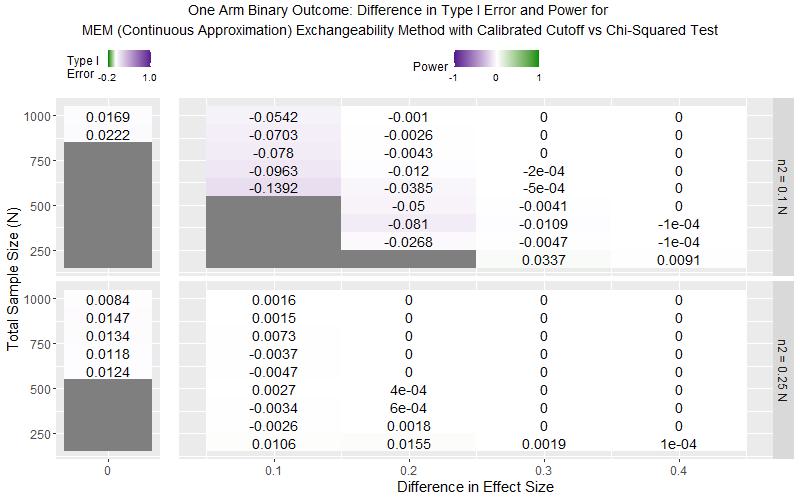 One Arm Binary Outcome: Difference in Type I Error and Power for
MEM (Continuous Approximation) Exchangeability Method with Calibrated Cutoff vs Chi-Squared Test
Type I
Error
-0.2 1.0
Power
-1 0 1
Total Sample Size (N)
1000 0.0169 -0.0542 -0.001 0 0
0.0222 -0.0703 -0.0026 0 0
750 -0.078 -0.0043 0 0
-0.0963 -0.012 -2e-04 0
-0.1392 -0.0385 -5e-04 0
500 -0.05 -0.0041 0
-0.081 -0.0109 -1e-04
250 -0.0268 -0.0047 -1e-04
0.0337 0.0091
n2 = 0.1 N
1000 0.0084 0.0016 0 0 0
0.0147 0.0015 0 0 0
750 0.0134 0.0073 0 0 0
0.0118 -0.0037 0 0 0
0.0124 -0.0047 0 0 0
500 0.0027 4e-04 0 0
-0.0034 6e-04 0 0
-0.0026 0.0018 0 0
250 0.0106 0.0155 0.0019 1e-04
n2 = 0.25 N
0 0.1 0.2 0.3 0.4
Difference in Effect Size